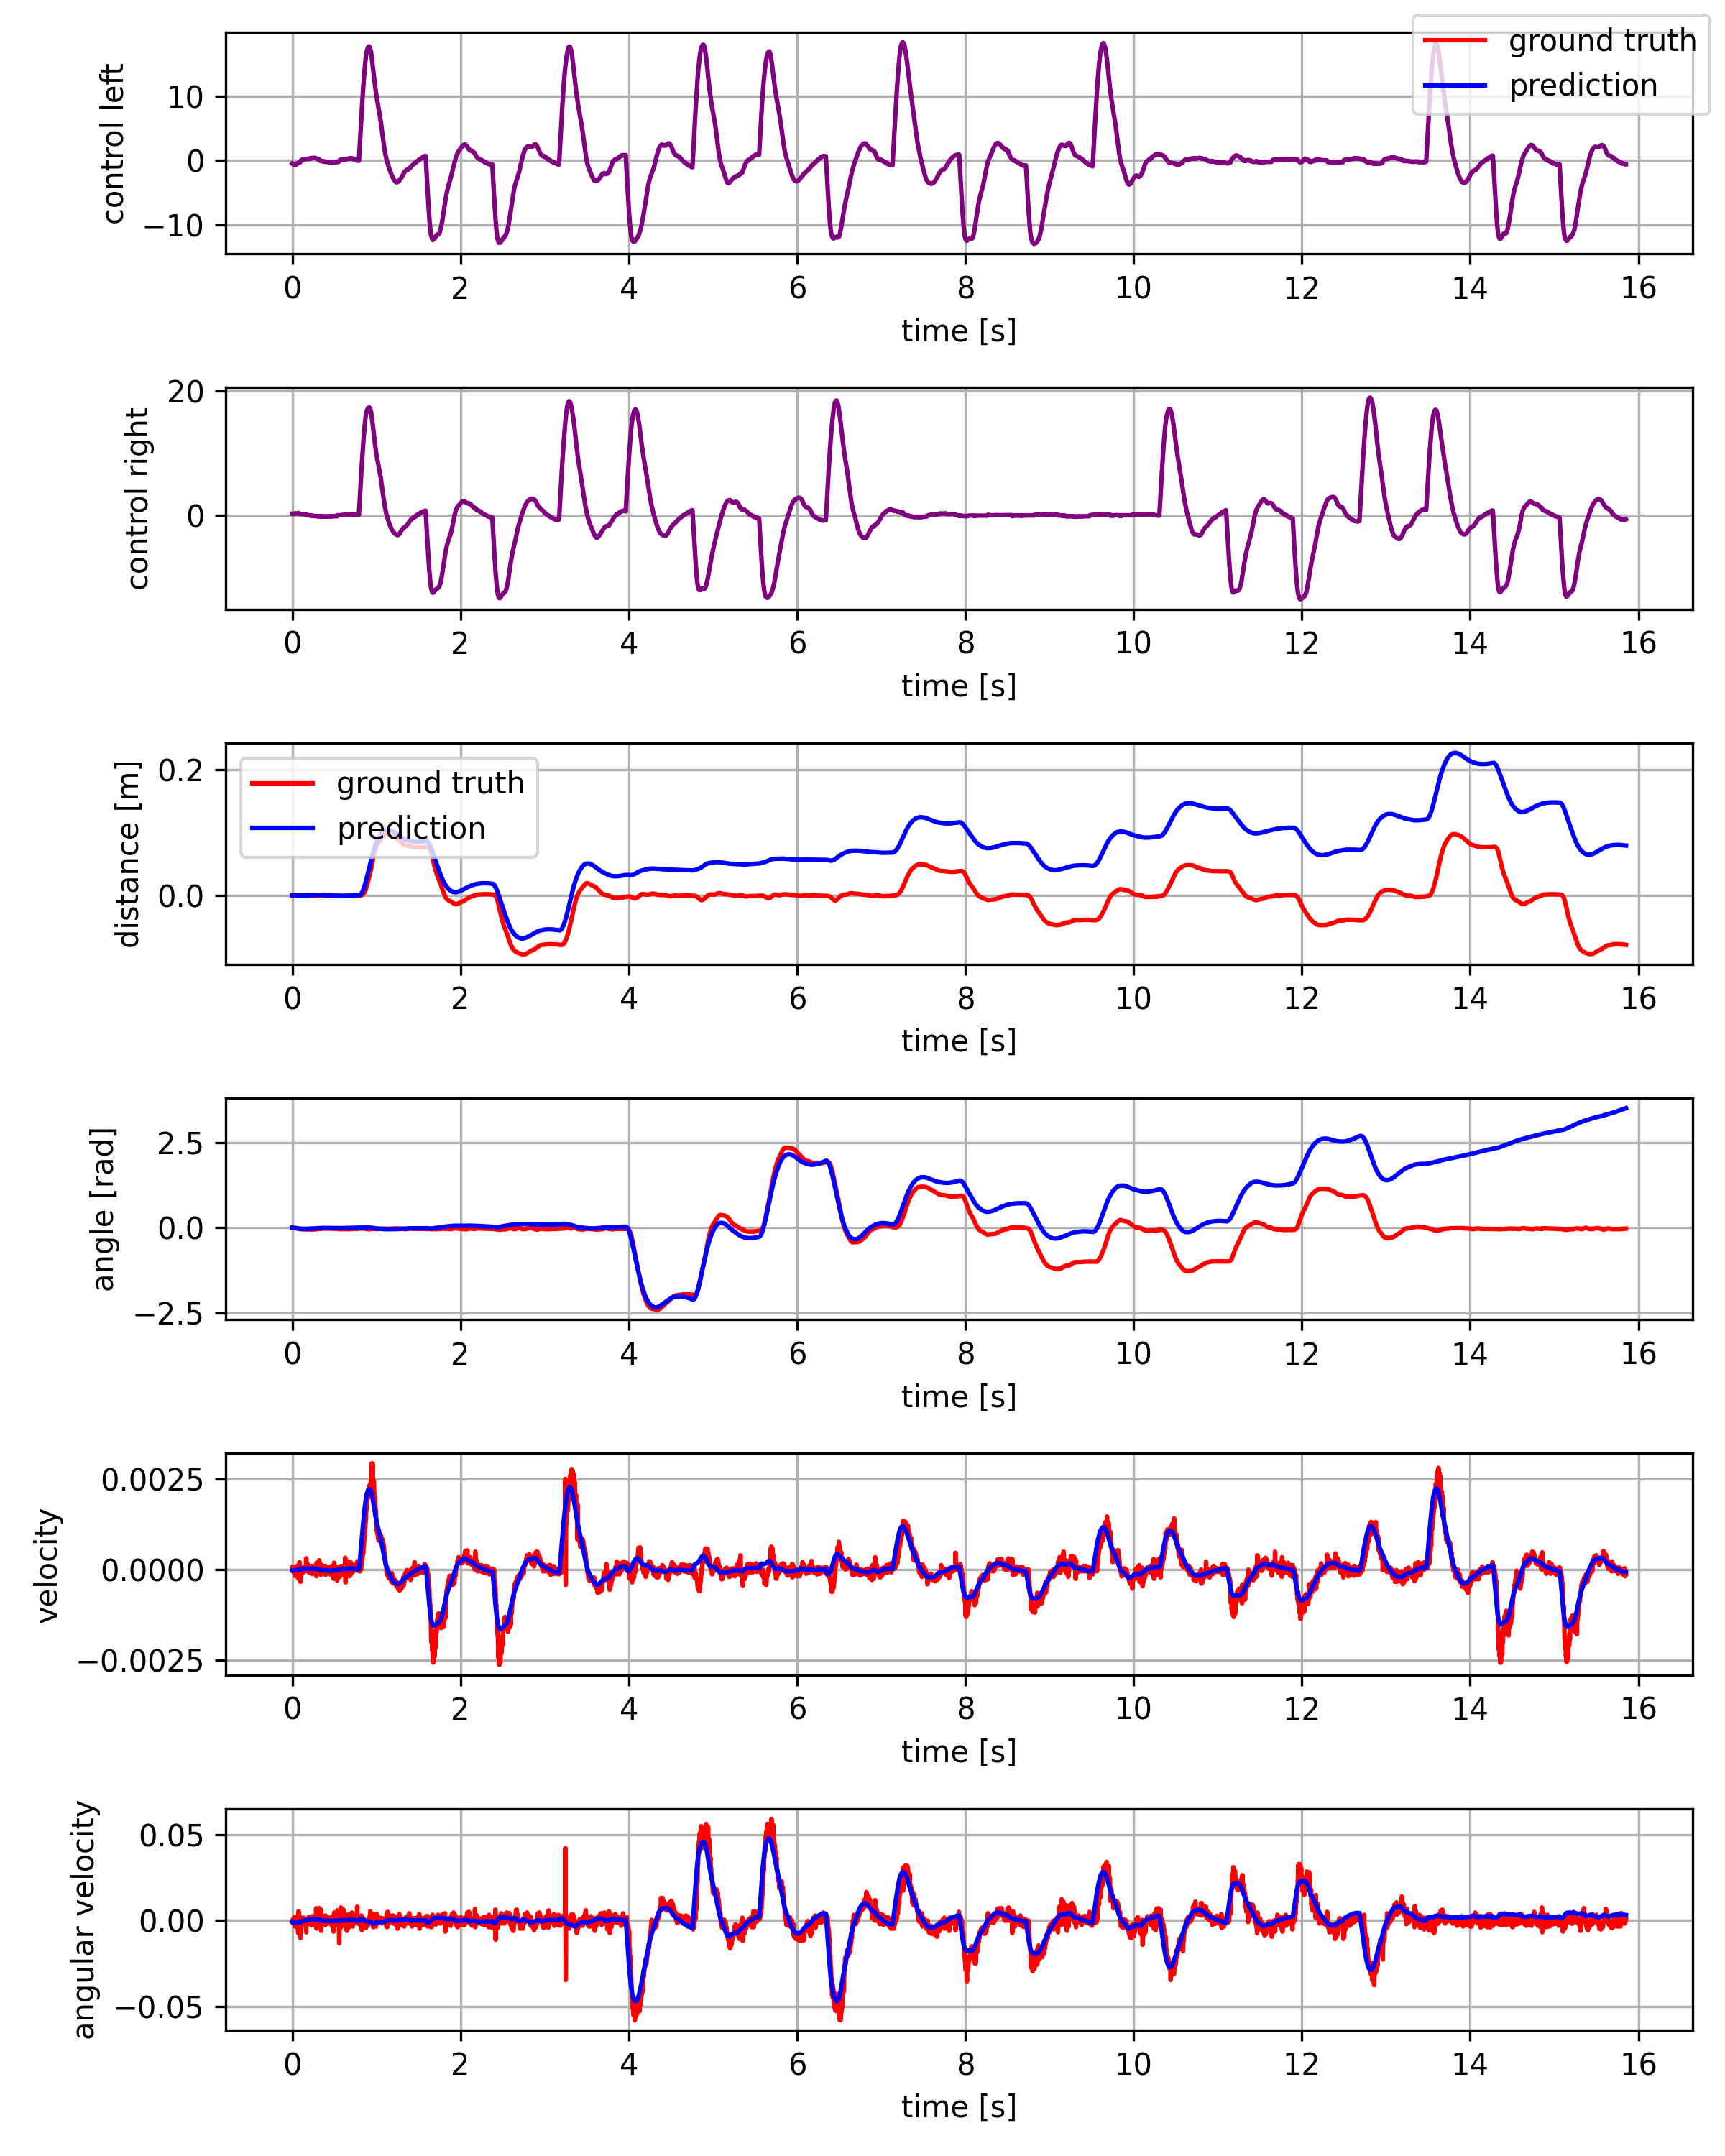 control left
10
0
−10
ground truth
prediction
0 2 4 6 8 10 12 14 16
time [s]
control right
20
0
0 2 4 6 8 10 12 14 16
time [s]
distance [m]
0.2
0.0
ground truth
prediction
0 2 4 6 8 10 12 14 16
time [s]
angle [rad]
2.5
0.0
−2.5
0 2 4 6 8 10 12 14 16
time [s]
velocity
0.0025
0.0000
−0.0025
0 2 4 6 8 10 12 14 16
time [s]
angular velocity
0.05
0.00
−0.05
0 2 4 6 8 10 12 14 16
time [s]